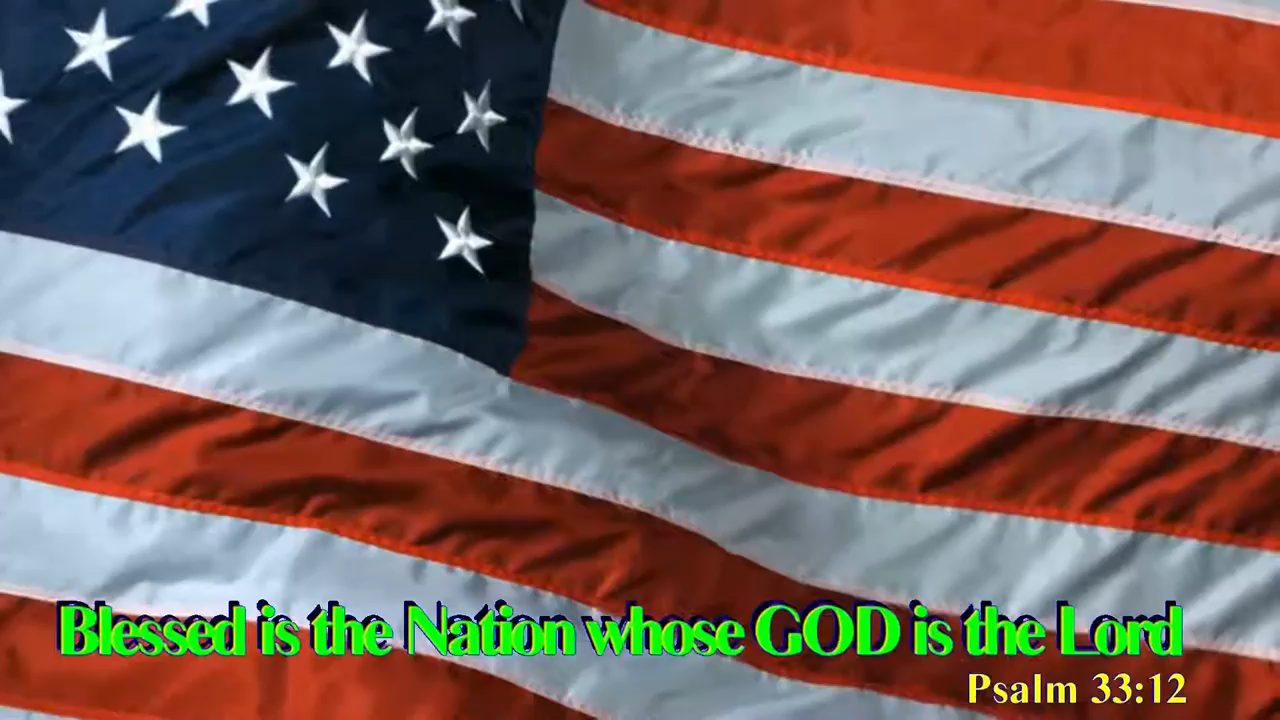 Blessed is the Nation whose GOD is the Lord
Psalm 33:12